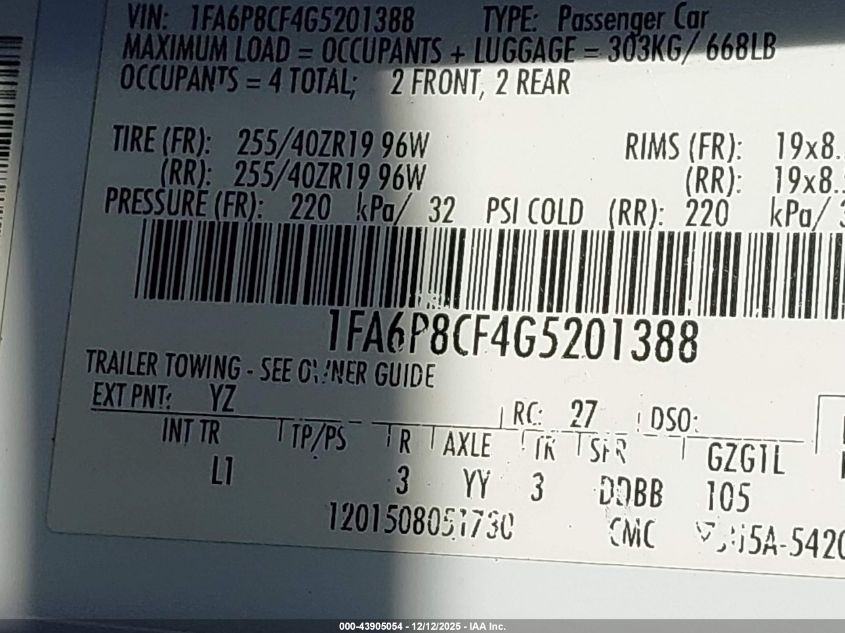 VIN: 1FA6P8CF4G5201388 TYPE: Passenger Car
MAXIMUM LOAD = OCCUPANTS + LUGGAGE = 303KG/ 668LB
OCCUPANTS = 4 TOTAL; 2 FRONT, 2 REAR
TIRE (FR): 255/40ZR19 96W RIMS (FR): 19x8.
(RR): 255/40ZR19 96W (RR): 19x8.
PRESSURE (FR): 220 kPa/ 32 PSI COLD (RR): 220 kPa/
1FA6P8CF4G5201388
TRAILER TOWING - SEE OWNER GUIDE
EXT PNT: YZ RC: 27 DSO:
INT TR TP/PS R AXLE TR SPR GZGTL
L1 3 YY 3 DDBB 105
1201508051730 CMC 5A-5420
000-43905054 - 12/12/2025 - IAA Inc.